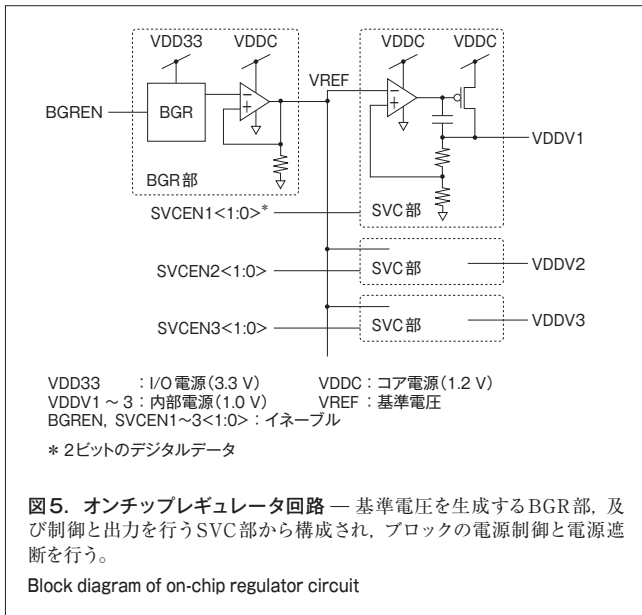 VDD33 VDDC
VDDC VDDC
VREF
BGREN
BGR
−
+
−
+
VDDV1
BGR部
SVCEN1<1:0>*
SVC部
SVCEN2<1:0>
SVC部
VDDV2
SVCEN3<1:0>
SVC部
VDDV3
VDD33 :I/O電源(3.3 V) VDDC:コア電源(1.2 V)
VDDV1 ~ 3:内部電源(1.0 V) VREF:基準電圧
BGREN, SVCEN1~3<1:0>:イネーブル
* 2ビットのデジタルデータ
図5. オンチップレギュレータ回路 — 基準電圧を生成するBGR部, 及
び制御と出力を行うSVC部から構成され, ブロックの電源制御と電源遮
断を行う。
Block diagram of on-chip regulator circuit